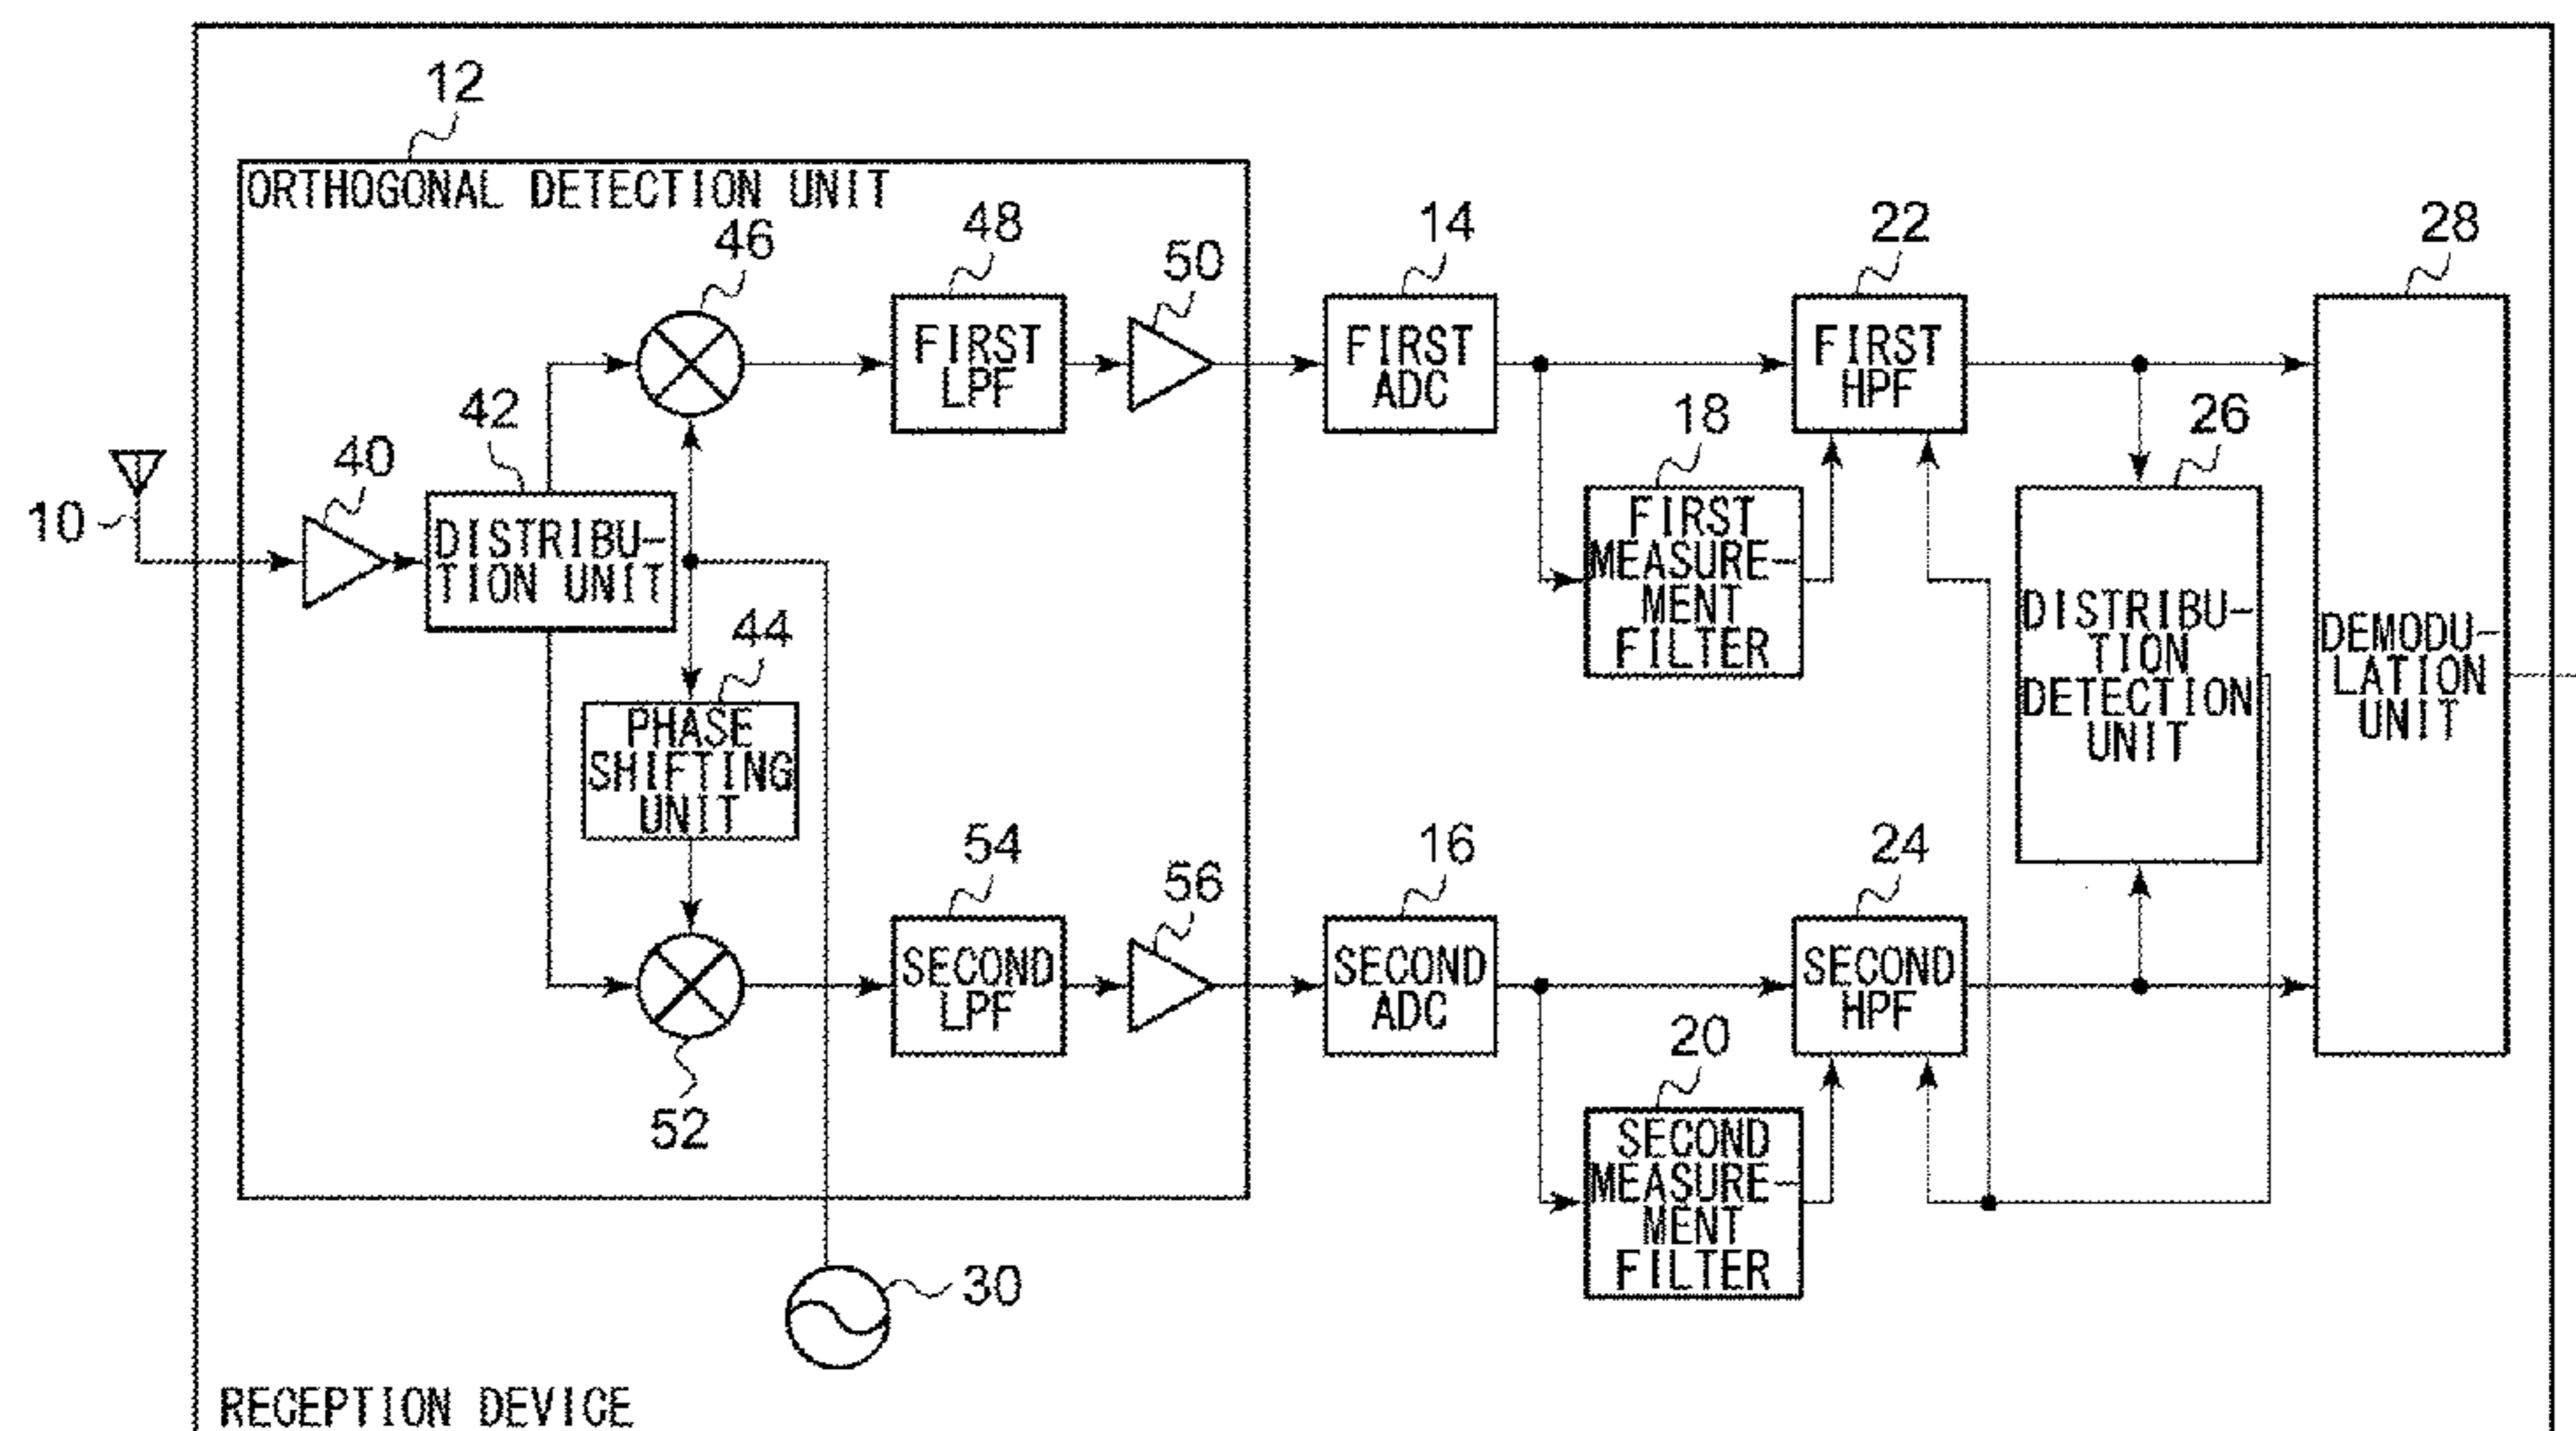 12
ORTHOGONAL DETECTION UNIT
46
48
50
14
22
28
FIRST
LPF
FIRST
ADC
FIRST
HPF
42
40
18
26
10
DISTRIBU-
TION UNIT
FIRST
MEASURE-
MENT
FILTER
44
DISTRIBU-
TION
DETECTION
UNIT
DEMODU-
LATION
UNIT
PHASE
SHIFTING
UNIT
54
56
16
24
SECOND
LPF
SECOND
ADC
SECOND
HPF
52
20
SECOND
MEASURE-
MENT
FILTER
30
RECEPTION DEVICE